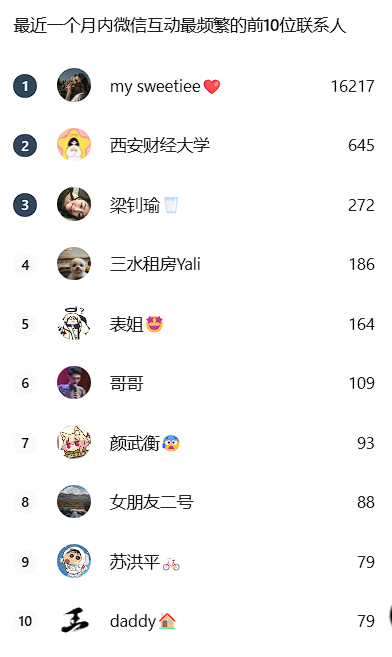 最近一个月内微信互动最频繁的前10位联系人
1 my sweetiee❤️ 16217
2 西安财经大学 645
3 梁钊瑜🥛 272
4 三水租房Yali 186
5 表姐🤩 164
6 哥哥 109
7 颜武衡😰 93
8 女朋友二号 88
9 苏洪平🚲 79
10 daddy🏠 79